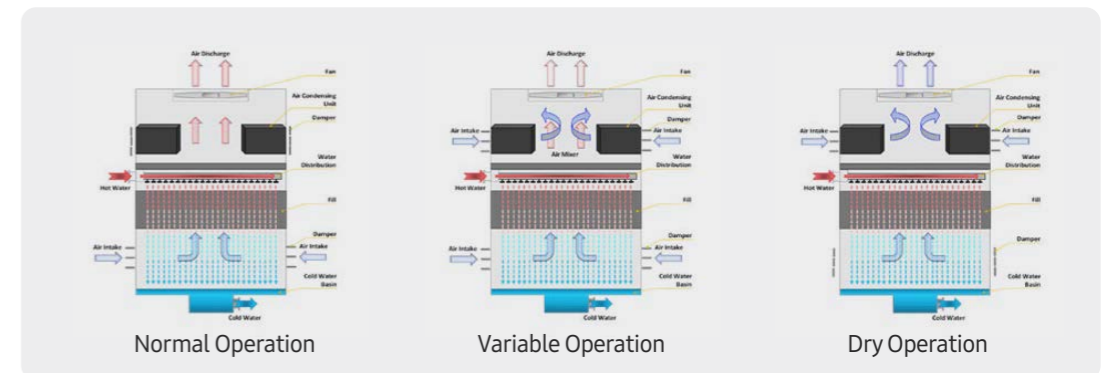 Air Discharge
Fan
Air Condensing
Unit
Damper
Water
Distribution
Hot Water
Fill
Damper
Air Intake
Air Intake
Cold Water
Basin
Cold Water
Normal Operation
Air Discharge
Fan
Air Condensing
Unit
Damper
Air Intake
Air Intake
Air Mixer
Water
Distribution
Hot Water
Fill
Damper
Air Intake
Air Intake
Cold Water
Basin
Cold Water
Variable Operation
Air Discharge
Fan
Air Condensing
Unit
Damper
Air Intake
Air Intake
Water
Distribution
Hot Water
Fill
Damper
Cold Water
Basin
Cold Water
Dry Operation